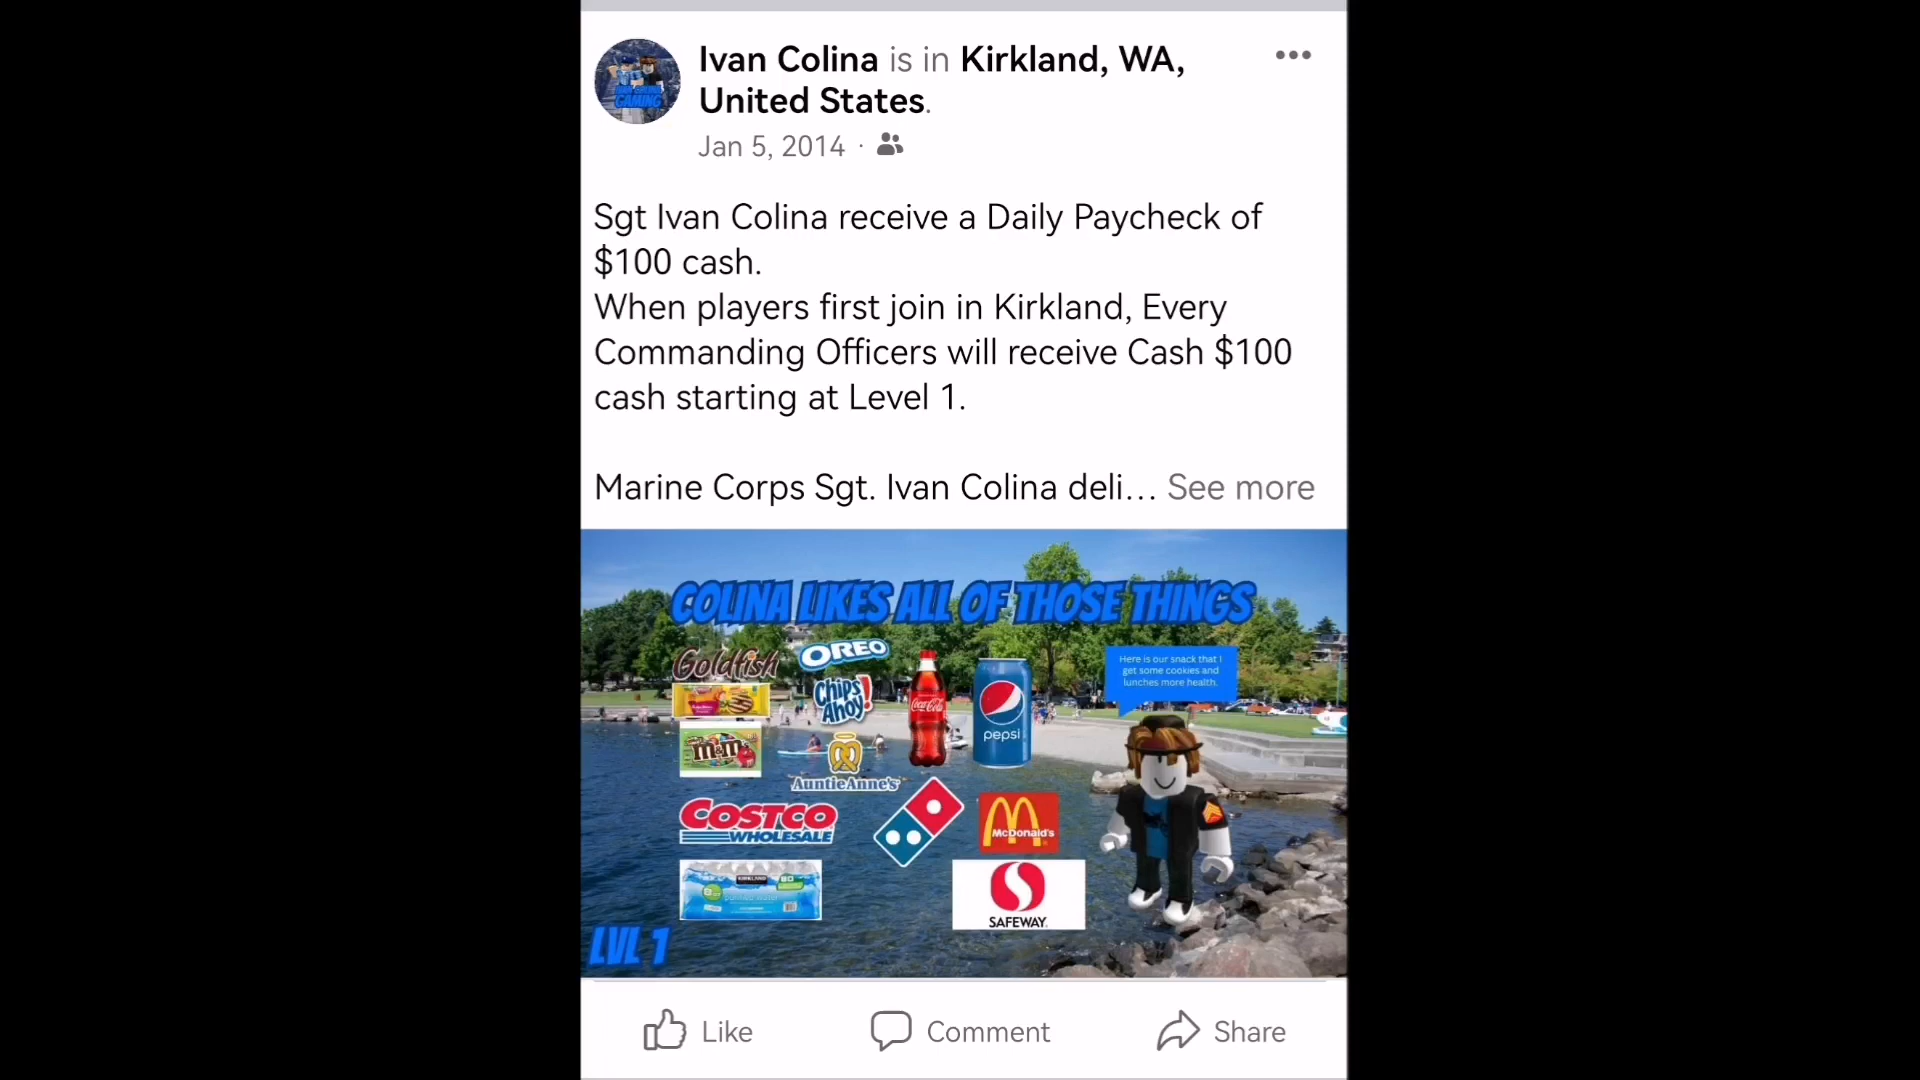 Ivan Colina is in Kirkland, WA,
United States.
Jan 5, 2014 ·
Sgt Ivan Colina receive a Daily Paycheck of
$100 cash.
When players first join in Kirkland, Every
Commanding Officers will receive Cash $100
cash starting at Level 1.
Marine Corps Sgt. Ivan Colina deli... See more
COLINA LIKES ALL OF THOSE THINGS
Goldfish
OREO
Chips
Ahoy!
Coca-Cola
pepsi
Here is our snack that I
get some cookies and
lunches more health.
m&m's
AuntieAnne's
COSTCO
WHOLESALE
McDonald's
KIRKLAND
SAFEWAY
LVL 1
Like
Comment
Share